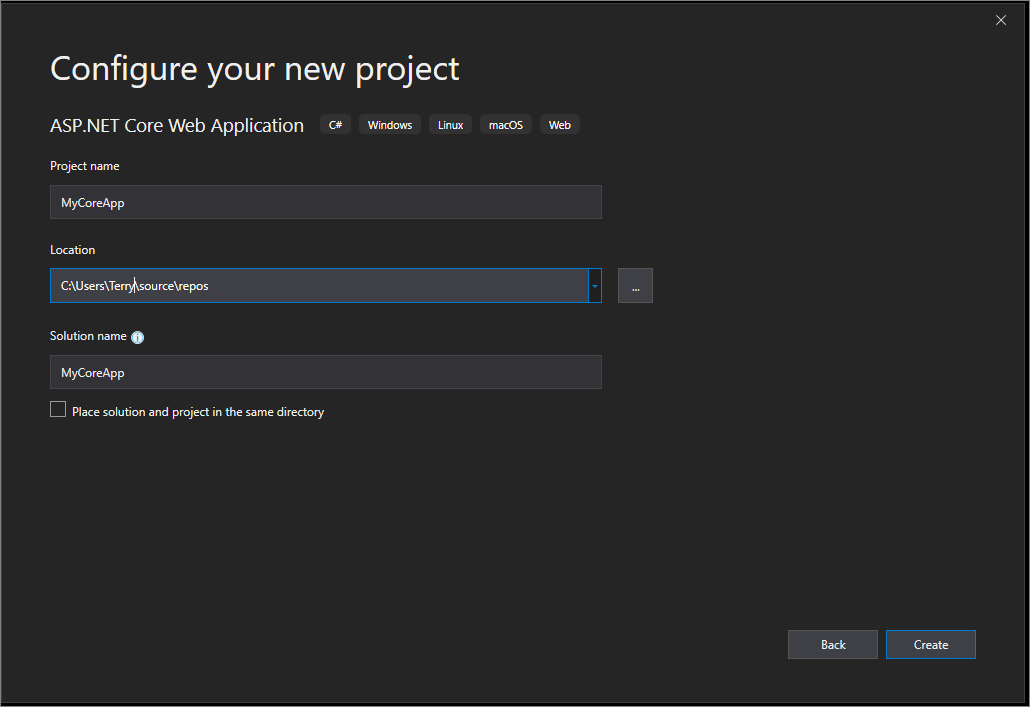 Configure your new project
ASP.NET Core Web Application C# Windows Linux macOS Web
Project name
MyCoreApp
Location
C:\Users\Terry\source\repos
...
Solution name
MyCoreApp
Place solution and project in the same directory
Back Create